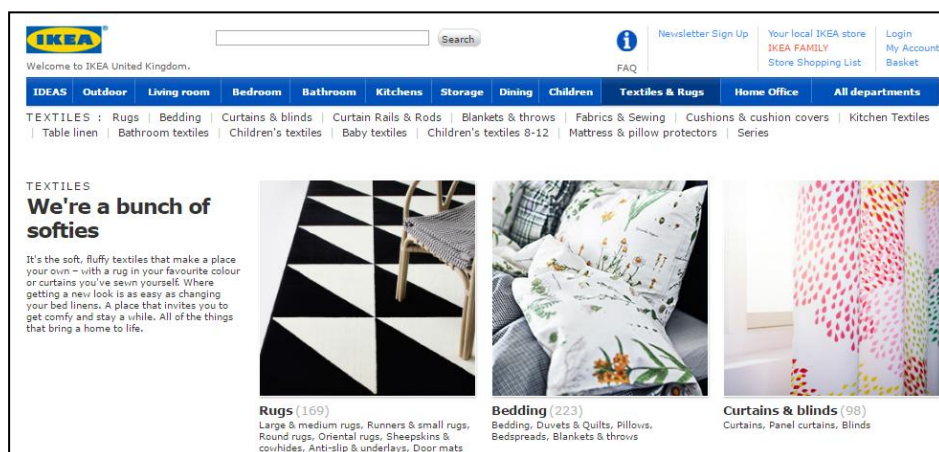 IKEA
Search
Welcome to IKEA United Kingdom.
i
FAQ
Newsletter Sign Up
Your local IKEA store
IKEA FAMILY
Store Shopping List
Login
My Account
Basket
IDEAS Outdoor Living room Bedroom Bathroom Kitchens Storage Dining Children Textiles & Rugs Home Office All departments
TEXTILES : Rugs | Bedding | Curtains & blinds | Curtain Rails & Rods | Blankets & throws | Fabrics & Sewing | Cushions & cushion covers | Kitchen Textiles
| Table linen | Bathroom textiles | Children's textiles | Baby textiles | Children's textiles 8-12 | Mattress & pillow protectors | Series
TEXTILES
We're a bunch of
softies
It's the soft, fluffy textiles that make a place
your own – with a rug in your favourite colour
or curtains you've sewn yourself. Where
getting a new look is as easy as changing
your bed linens. A place that invites you to
get comfy and stay a while. All of the things
that bring a home to life.
Rugs (169)
Large & medium rugs, Runners & small rugs,
Round rugs, Oriental rugs, Sheepskins &
cowhides, Anti-slip & underlays, Door mats
Bedding (223)
Bedding, Duvets & Quilts, Pillows,
Bedspreads, Blankets & throws
Curtains & blinds (98)
Curtains, Panel curtains, Blinds